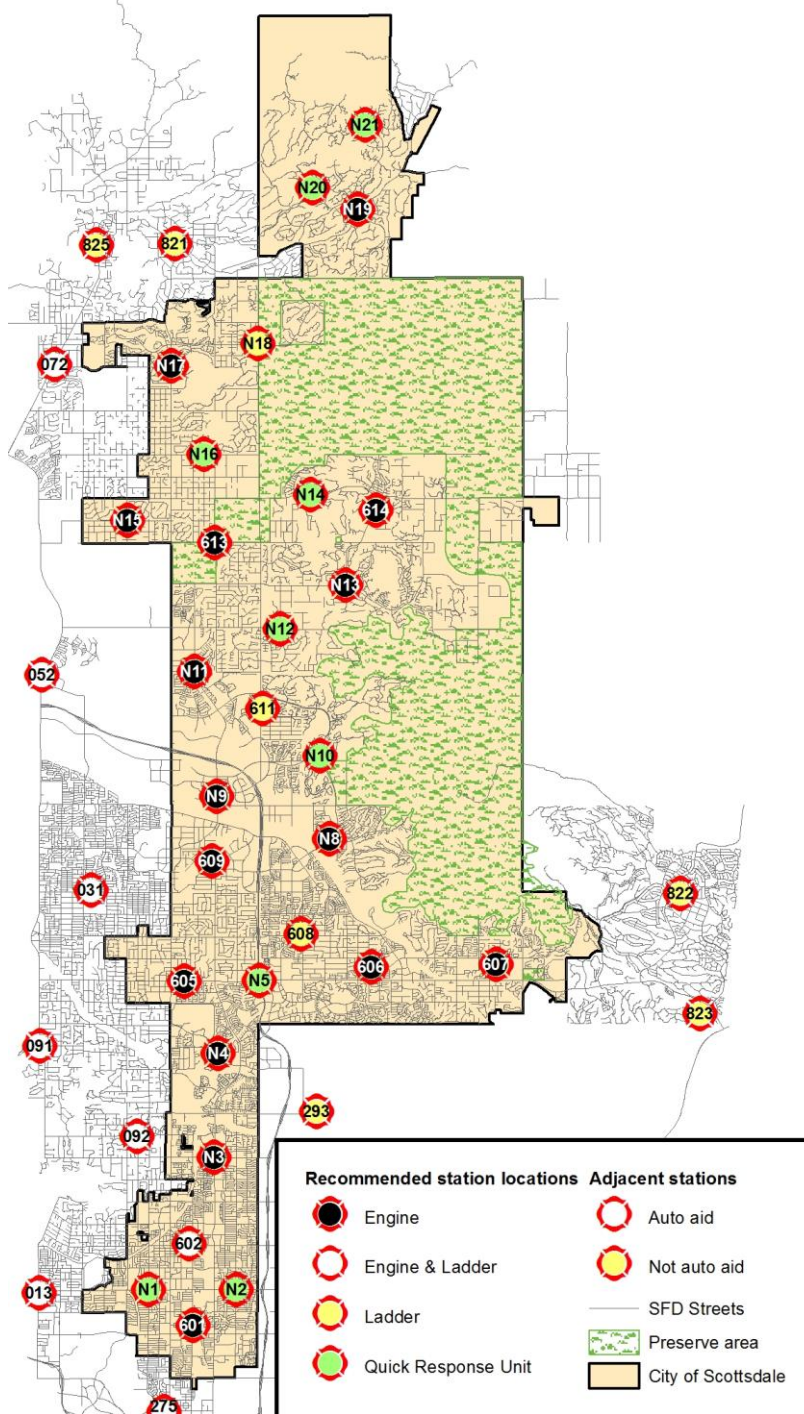 N21
N20
N19
825
821
N18
072
N17
N16
N14
614
N15
613
N13
N12
N11
052
611
N10
N9
N8
609
031
822
608
606
607
605
N5
823
N4
091
293
092
N3
602
N1
N2
013
601
275
Recommended station locations
Engine
Engine & Ladder
Ladder
Quick Response Unit
Adjacent stations
Auto aid
Not auto aid
SFD Streets
Preserve area
City of Scottsdale